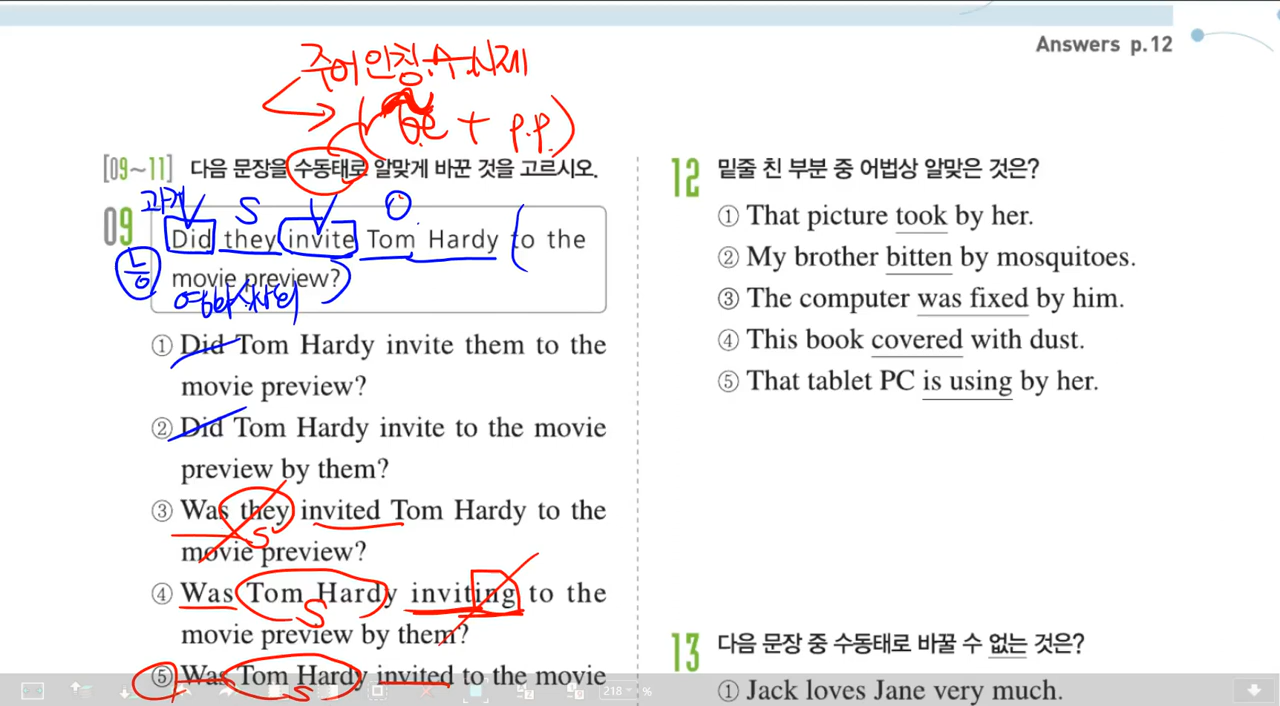 Answers p.12
주어 인칭.수.시제
(be + p.p.)
[09~11] 다음 문장을 수동태로 알맞게 바꾼 것을 고르시오.
과거 S V O
09 Did they invite Tom Hardy to the
능 movie preview?
① Did Tom Hardy invite them to the
movie preview?
② Did Tom Hardy invite to the movie
preview by them?
③ Was they invited Tom Hardy to the
S
movie preview?
④ Was Tom Hardy inviting to the
S
movie preview by them?
⑤ Was Tom Hardy invited to the movie
S
12 밑줄 친 부분 중 어법상 알맞은 것은?
① That picture took by her.
② My brother bitten by mosquitoes.
③ The computer was fixed by him.
④ This book covered with dust.
⑤ That tablet PC is using by her.
13 다음 문장 중 수동태로 바꿀 수 없는 것은?
① Jack loves Jane very much.
218 %